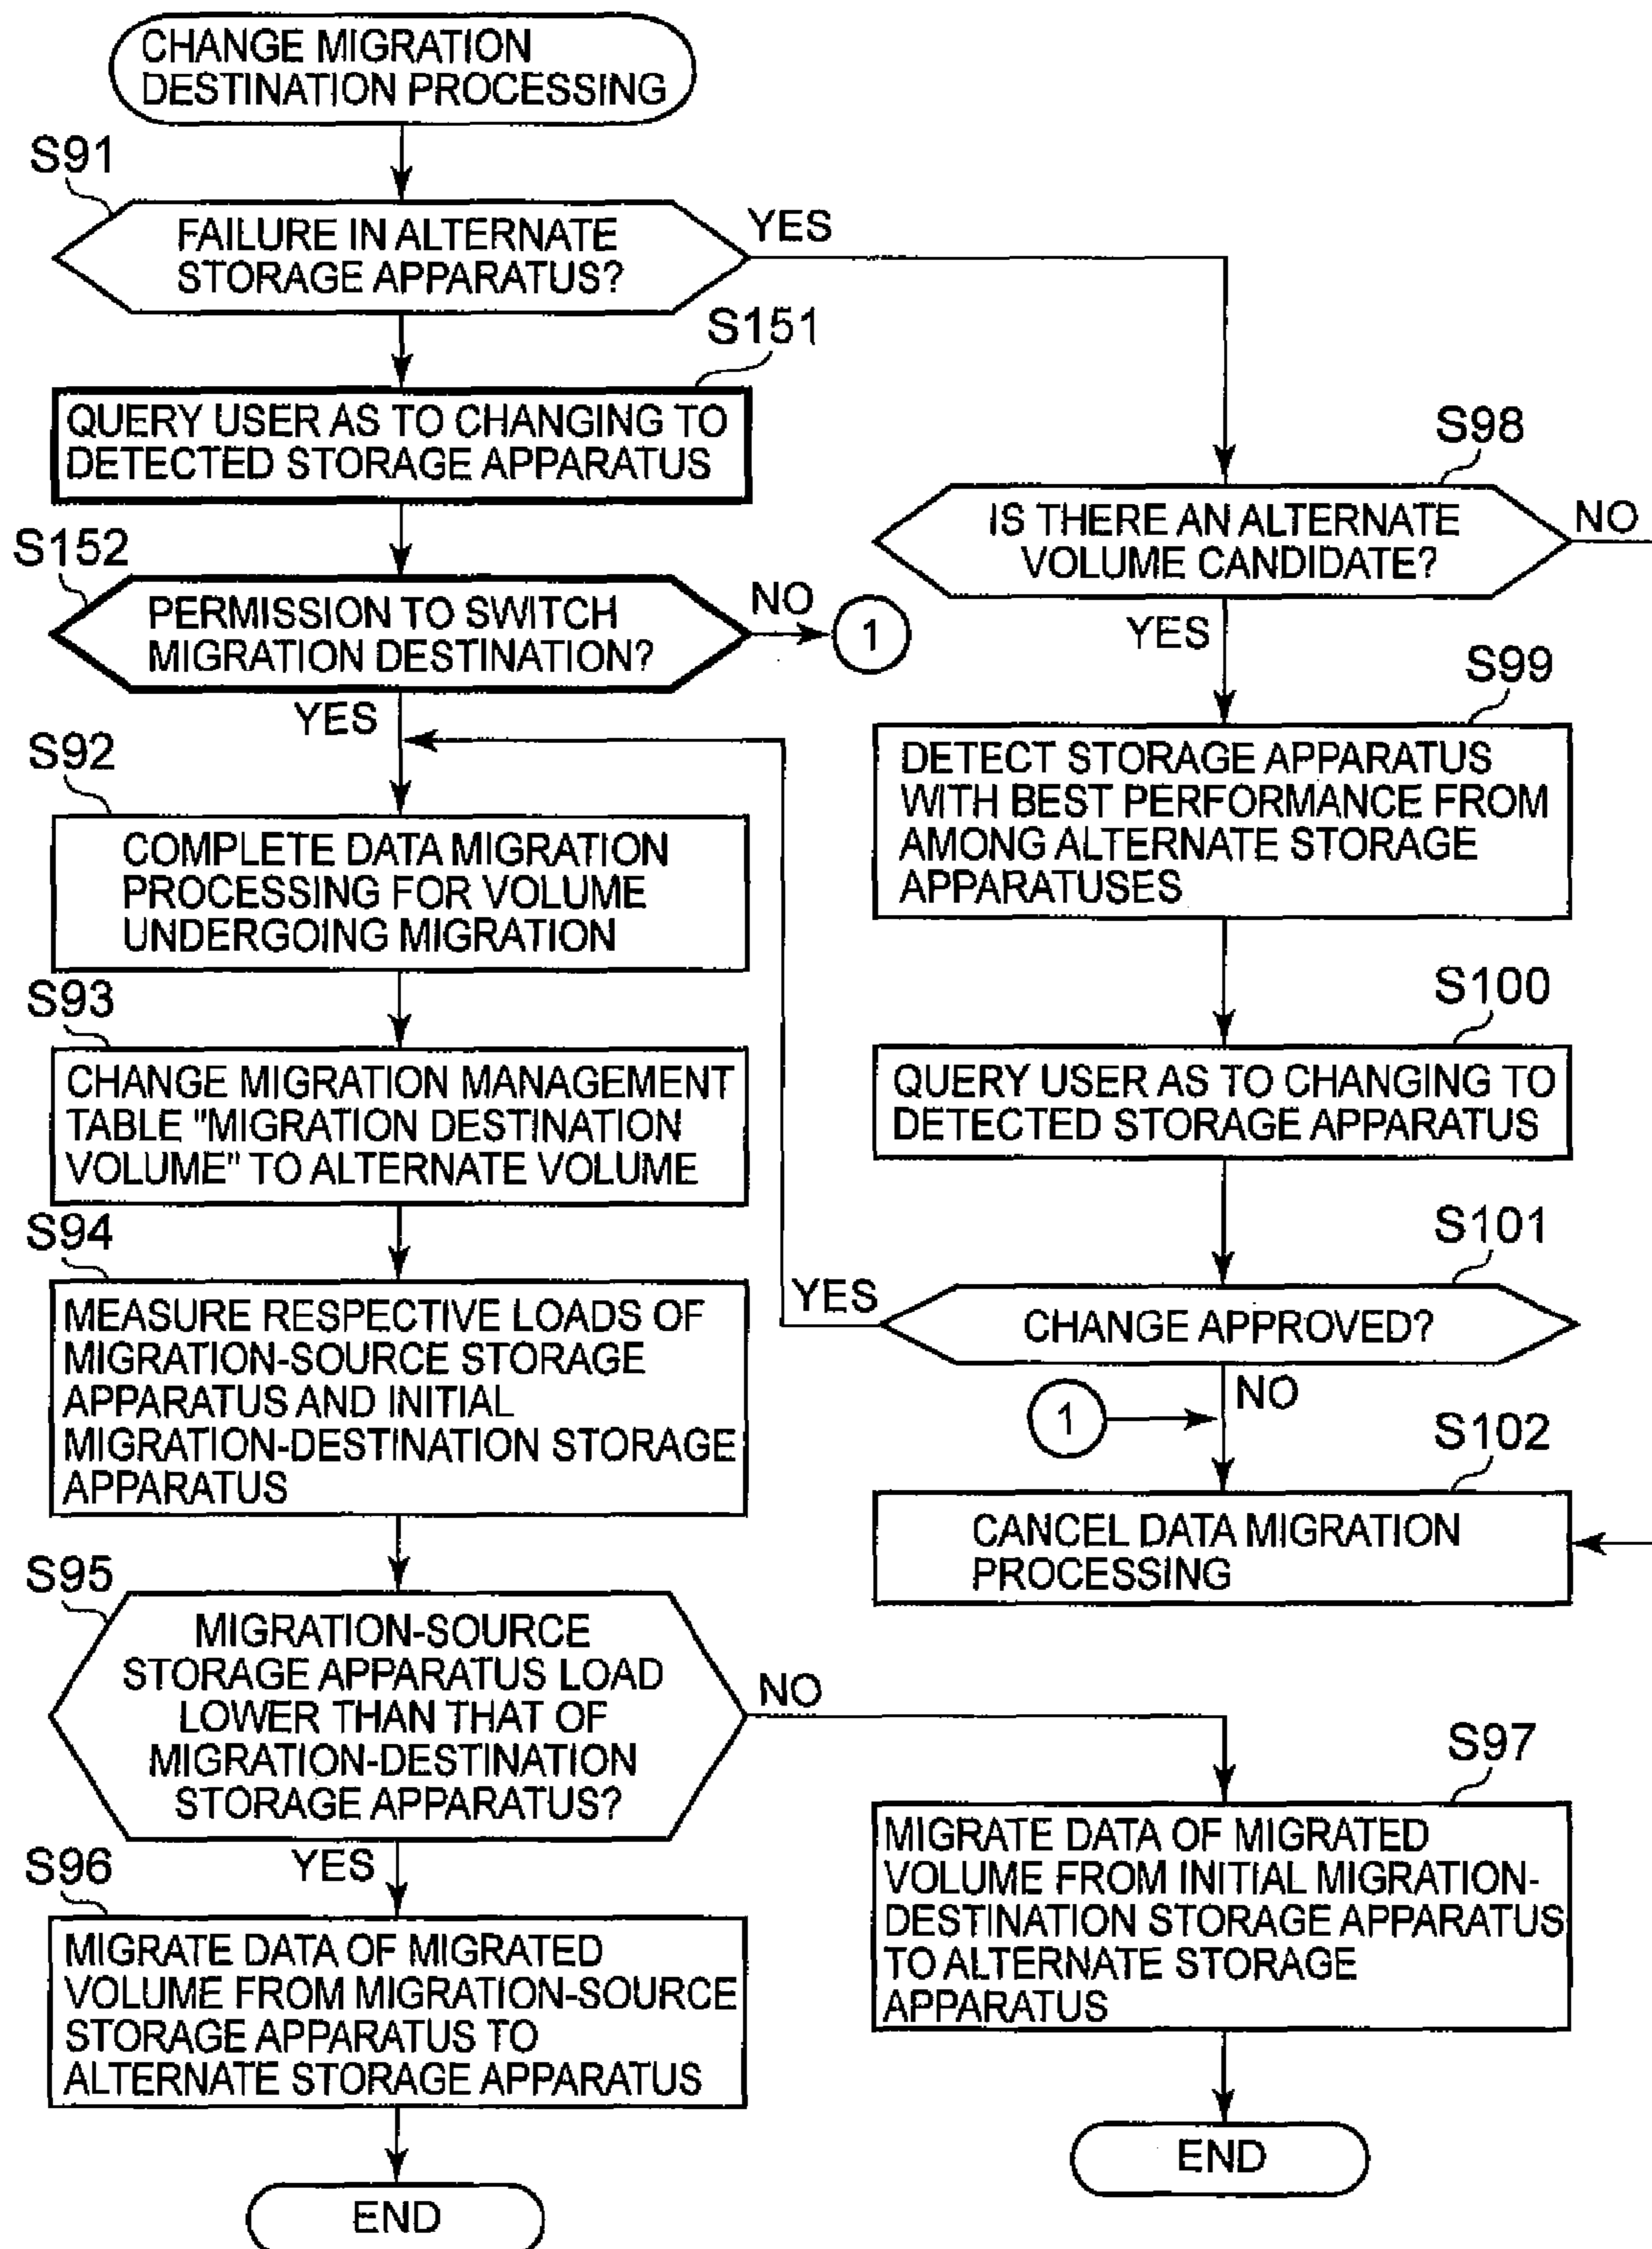 CHANGE MIGRATION
DESTINATION PROCESSING
S91
FAILURE IN ALTERNATE
STORAGE APPARATUS?
YES
S151
QUERY USER AS TO CHANGING TO
DETECTED STORAGE APPARATUS
S152
PERMISSION TO SWITCH
MIGRATION DESTINATION?
NO
1
YES
S92
COMPLETE DATA MIGRATION
PROCESSING FOR VOLUME
UNDERGOING MIGRATION
S93
CHANGE MIGRATION MANAGEMENT
TABLE "MIGRATION DESTINATION
VOLUME" TO ALTERNATE VOLUME
S94
MEASURE RESPECTIVE LOADS OF
MIGRATION-SOURCE STORAGE
APPARATUS AND INITIAL
MIGRATION-DESTINATION STORAGE
APPARATUS
S95
MIGRATION-SOURCE
STORAGE APPARATUS LOAD
LOWER THAN THAT OF
MIGRATION-DESTINATION
STORAGE APPARATUS?
NO
YES
S96
MIGRATE DATA OF MIGRATED
VOLUME FROM MIGRATION-SOURCE
STORAGE APPARATUS TO
ALTERNATE STORAGE APPARATUS
END
S98
IS THERE AN ALTERNATE
VOLUME CANDIDATE?
NO
YES
S99
DETECT STORAGE APPARATUS
WITH BEST PERFORMANCE FROM
AMONG ALTERNATE STORAGE
APPARATUSES
S100
QUERY USER AS TO CHANGING TO
DETECTED STORAGE APPARATUS
S101
YES
CHANGE APPROVED?
NO
1
S102
CANCEL DATA MIGRATION
PROCESSING
S97
MIGRATE DATA OF MIGRATED
VOLUME FROM INITIAL MIGRATION-
DESTINATION STORAGE APPARATUS
TO ALTERNATE STORAGE
APPARATUS
END